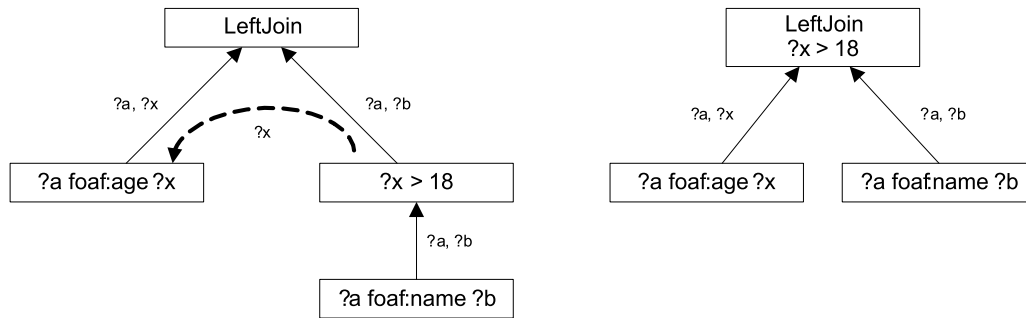 LeftJoin
?a, ?x
?a, ?b
?x
?a foaf:age ?x
?x > 18
?a, ?b
?a foaf:name ?b
LeftJoin
?x > 18
?a, ?x
?a, ?b
?a foaf:age ?x
?a foaf:name ?b